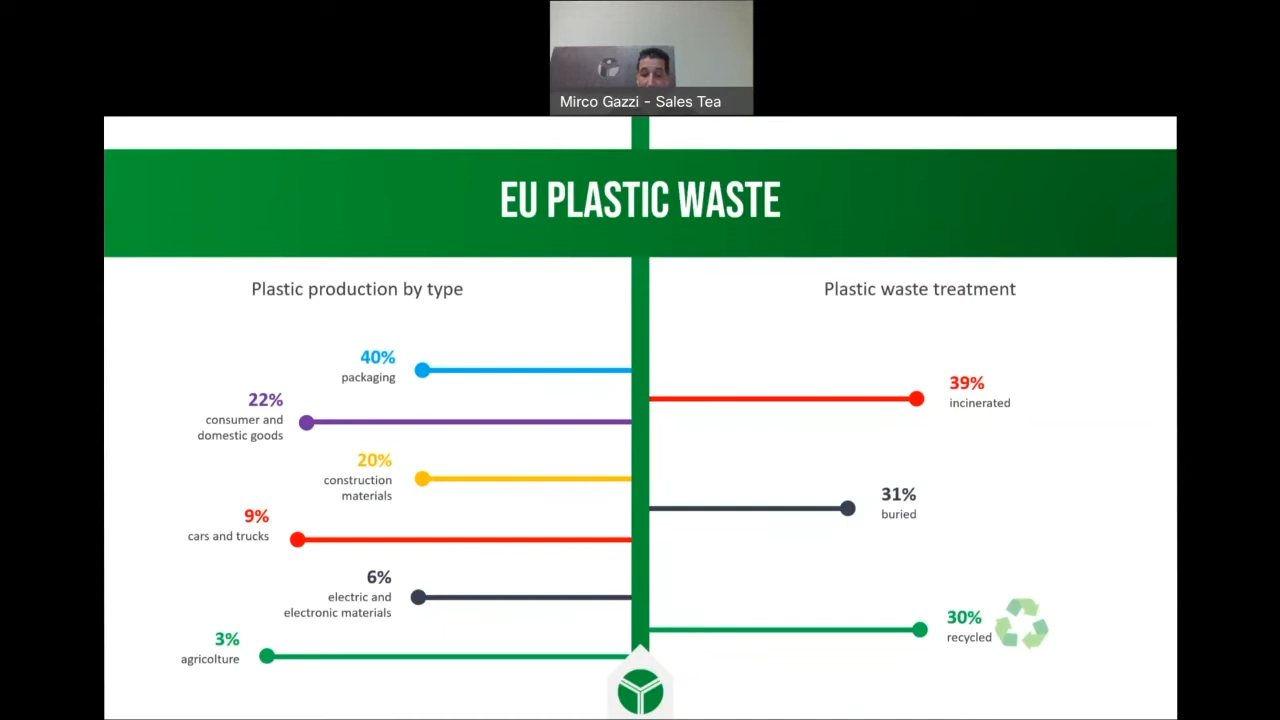 Mirco Gazzi - Sales Tea
EU PLASTIC WASTE
Plastic production by type
40%
packaging
22%
consumer and
domestic goods
20%
construction
materials
9%
cars and trucks
6%
electric and
electronic materials
3%
agricolture
Plastic waste treatment
39%
incinerated
31%
buried
30%
recycled